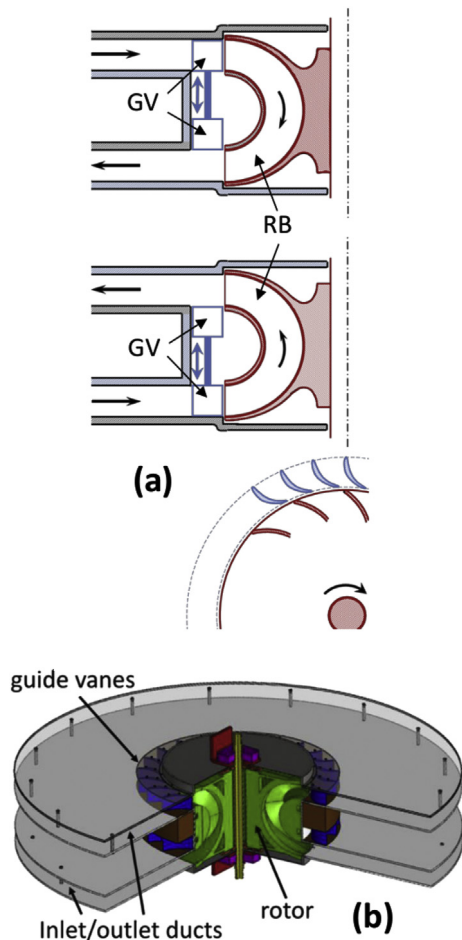 GV
RB
GV
(a)
guide vanes
Inlet/outlet ducts
rotor
(b)